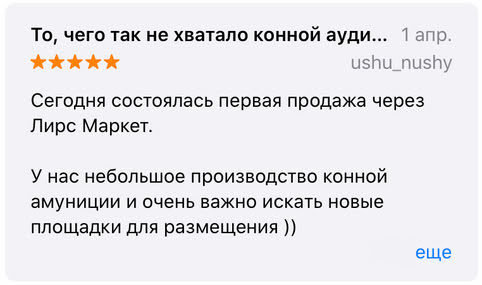 То, чего так не хватало конной ауди... 1 апр.
ushu_nushy
Сегодня состоялась первая продажа через
Лирс Маркет.
У нас небольшое производство конной
амуниции и очень важно искать новые
площадки для размещения ))
еще